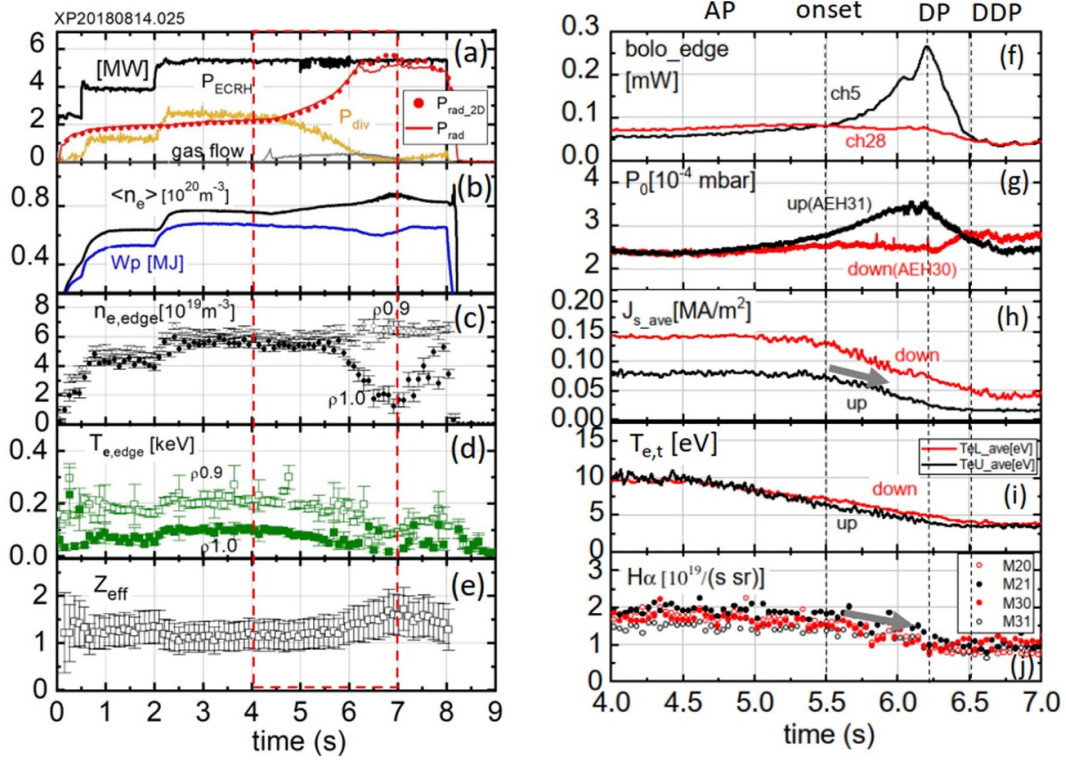 XP20180814.025
(a)
6
4
2
0
[MW]
P_ECRH
P_rad_2D
P_rad
P_div
gas flow
(b)
0.8
0.4
<n_e> [10^20 m^-3]
Wp [MJ]
(c)
8
6
4
2
0
n_e,edge [10^19 m^-3]
ρ0.9
ρ1.0
(d)
0.4
0.2
0.0
T_e,edge [keV]
ρ0.9
ρ1.0
(e)
2
1
0
Z_eff
0 1 2 3 4 5 6 7 8 9
time (s)
AP onset DP DDP
(f)
0.3
0.2
0.1
0.0
bolo_edge
[mW]
ch5
ch28
(g)
4
3
2
P_0[10^-4 mbar]
up(AEH31)
down(AEH30)
(h)
0.20
0.15
0.10
0.05
0.00
J_s_ave[MA/m^2]
down
up
(i)
15
10
5
0
T_e,t [eV]
TeL_ave[eV]
TeU_ave[eV]
down
up
(j)
3
2
1
0
Hα [10^19/(s sr)]
M20
M21
M30
M31
4.0 4.5 5.0 5.5 6.0 6.5 7.0
time (s)